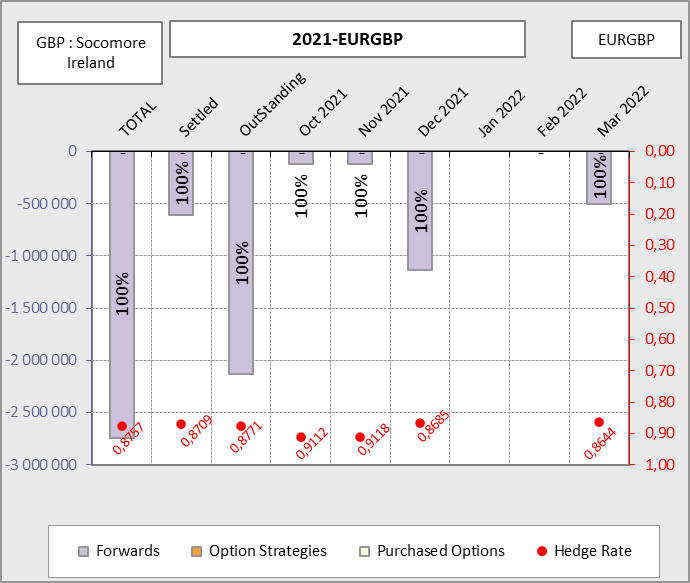 GBP : Socomore
Ireland
2021-EURGBP
EURGBP
TOTAL
Settled
OutStanding
Oct 2021
Nov 2021
Dec 2021
Jan 2022
Feb 2022
Mar 2022
0
-500 000
-1 000 000
-1 500 000
-2 000 000
-2 500 000
-3 000 000
100%
100%
100%
100%
100%
100%
100%
0,8757
0,8709
0,8771
0,9112
0,9118
0,8685
0,8644
0,00
0,10
0,20
0,30
0,40
0,50
0,60
0,70
0,80
0,90
1,00
Forwards
Option Strategies
Purchased Options
Hedge Rate